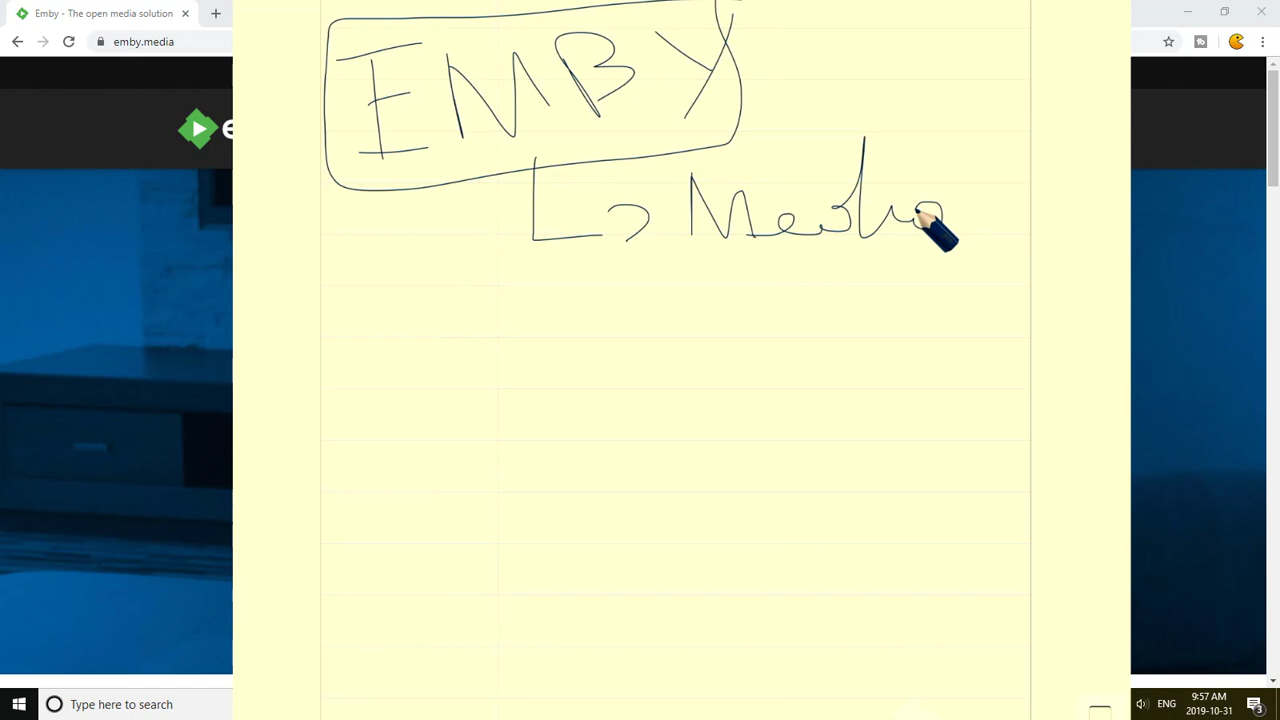 Emby - The open media solution
emby.media
e
EMBY
Media
Type here to search
ENG
9:57 AM
2019-10-31
3